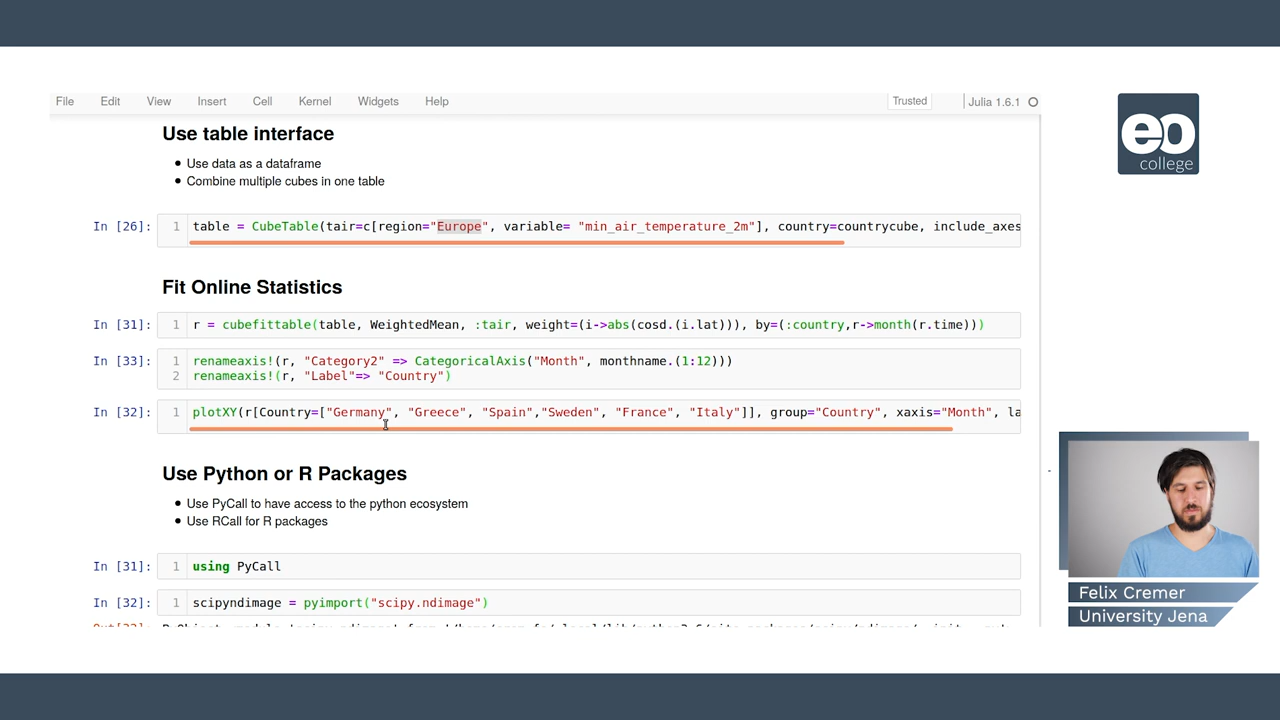 File Edit View Insert Cell Kernel Widgets Help Trusted Julia 1.6.1
Use table interface
Use data as a dataframe
Combine multiple cubes in one table
In [26]: 1 table = CubeTable(tair=c[region="Europe", variable= "min_air_temperature_2m"], country=countrycube, include_axes
Fit Online Statistics
In [31]: 1 r = cubefittable(table, WeightedMean, :tair, weight=(i->abs(cosd.(i.lat))), by=(:country,r->month(r.time)))
In [33]: 1 renameaxis!(r, "Category2" => CategoricalAxis("Month", monthname.(1:12)))
2 renameaxis!(r, "Label"=> "Country")
In [32]: 1 plotXY(r[Country=["Germany", "Greece", "Spain","Sweden", "France", "Italy"]], group="Country", xaxis="Month", la
Use Python or R Packages
Use PyCall to have access to the python ecosystem
Use RCall for R packages
In [31]: 1 using PyCall
In [32]: 1 scipyndimage = pyimport("scipy.ndimage")
eo
college
Felix Cremer
University Jena